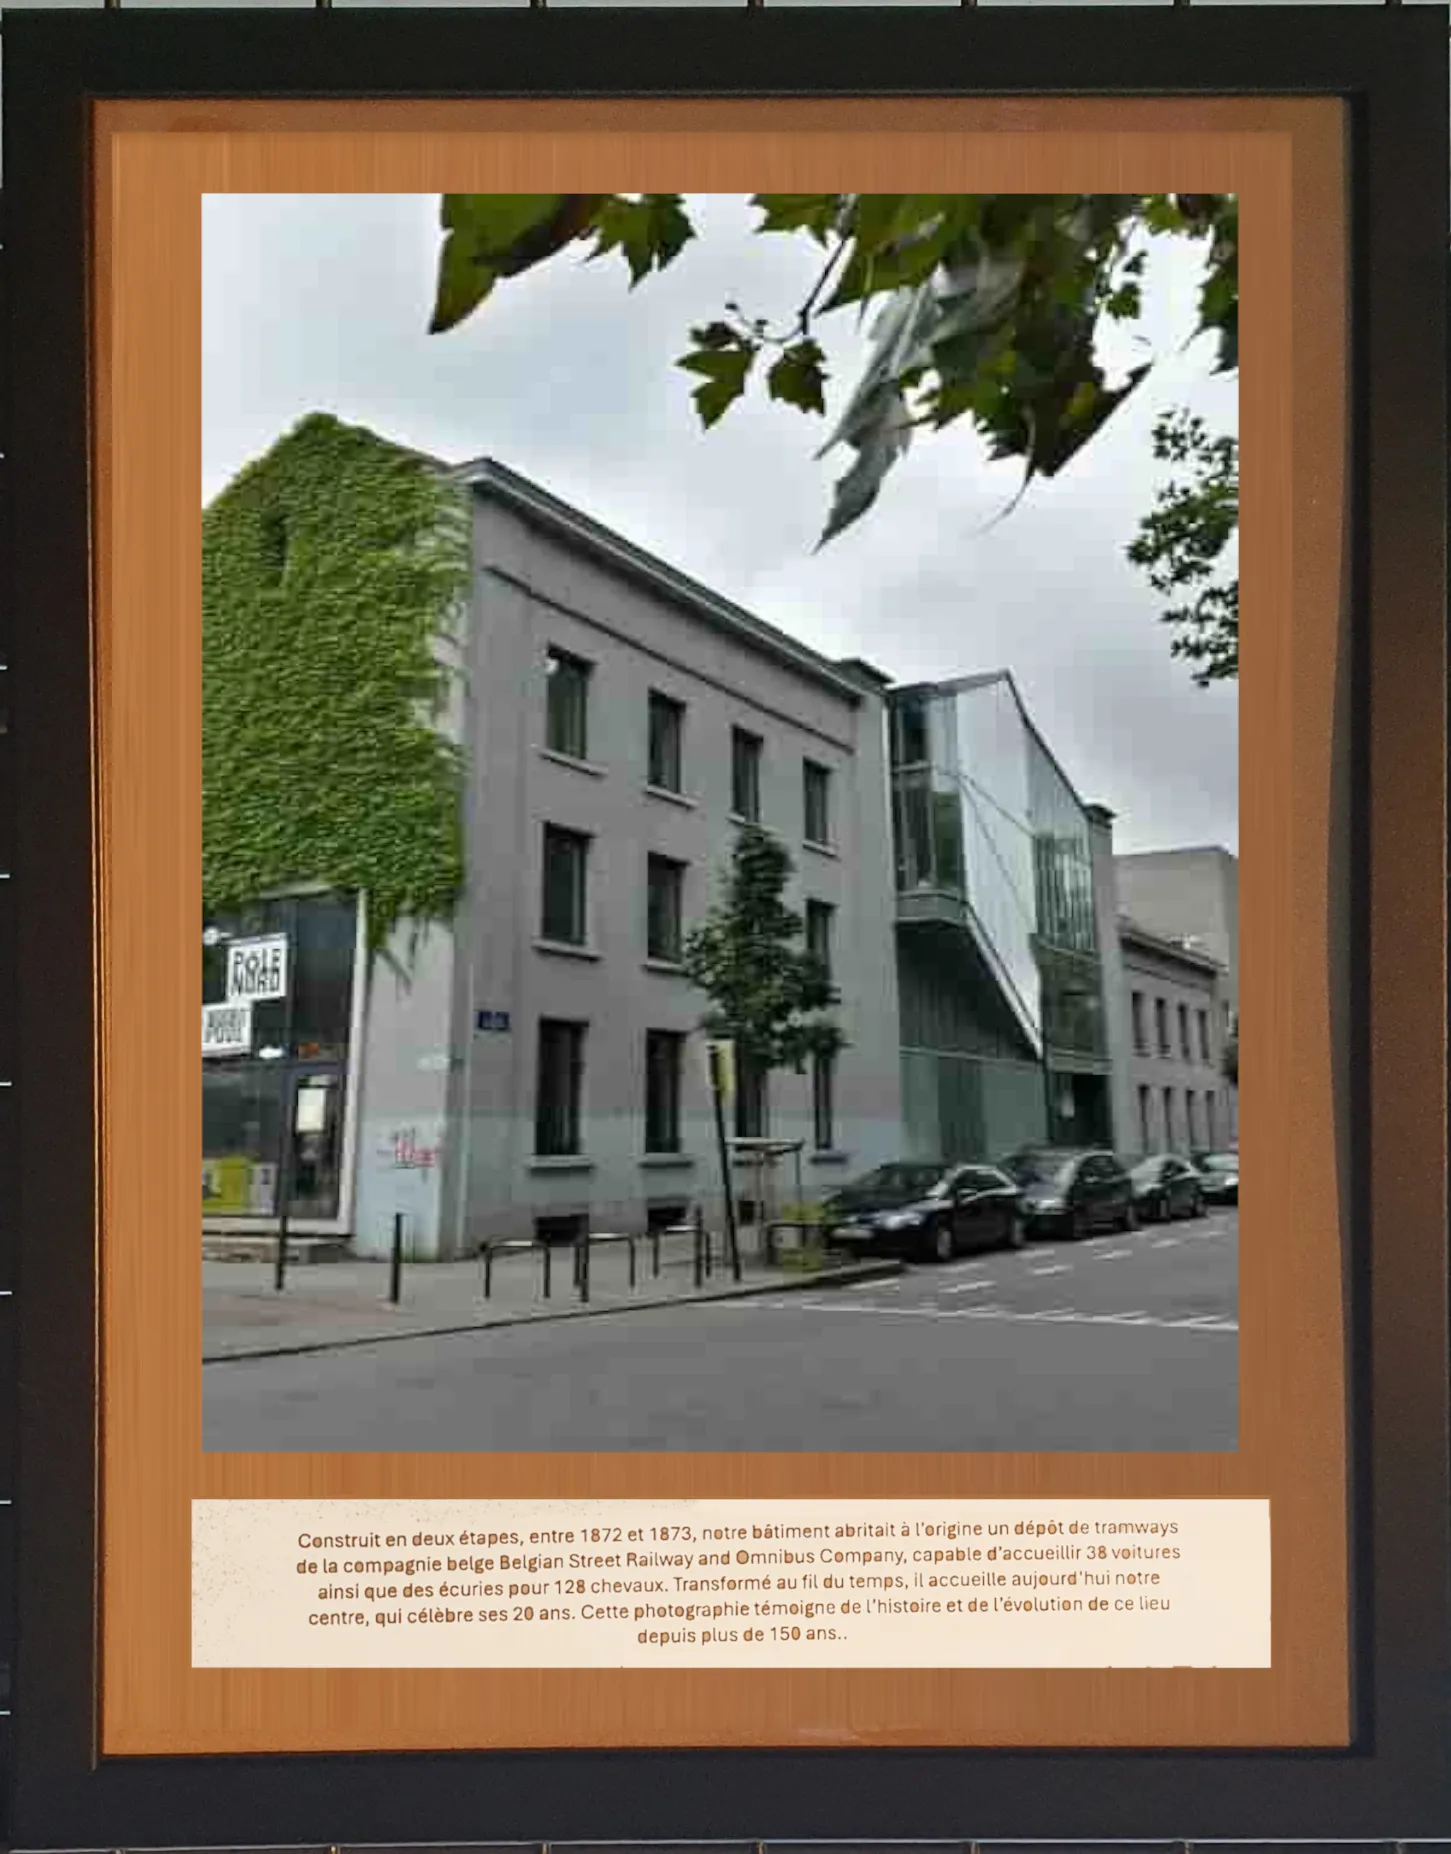 PÔLE
NORD
Construit en deux étapes, entre 1872 et 1873, notre bâtiment abritait à l'origine un dépôt de tramways
de la compagnie belge Belgian Street Railway and Omnibus Company, capable d'accueillir 38 voitures
ainsi que des écuries pour 128 chevaux. Transformé au fil du temps, il accueille aujourd'hui notre
centre, qui célèbre ses 20 ans. Cette photographie témoigne de l'histoire et de l'évolution de ce lieu
depuis plus de 150 ans..